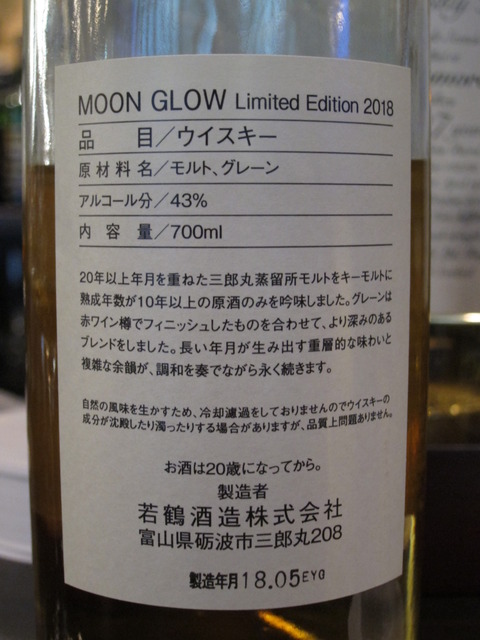 MOON GLOW Limited Edition 2018
品 目／ウイスキー
原材料名／モルト、グレーン
アルコール分／43%
内 容 量／700ml
20年以上年月を重ねた三郎丸蒸留所モルトをキーモルトに
熟成年数が10年以上の原酒のみを吟味しました。グレーンは
赤ワイン樽でフィニッシュしたものを合わせて、より深みのある
ブレンドをしました。長い年月が生み出す重層的な味わいと
複雑な余韻が、調和を奏でながら永く続きます。
自然の風味を生かすため、冷却濾過をしておりませんのでウイスキーの
成分が沈殿したり濁ったりする場合がありますが、品質上問題ありません。
お酒は20歳になってから。
製造者
若鶴酒造株式会社
富山県砺波市三郎丸208
製造年月18.05EYG